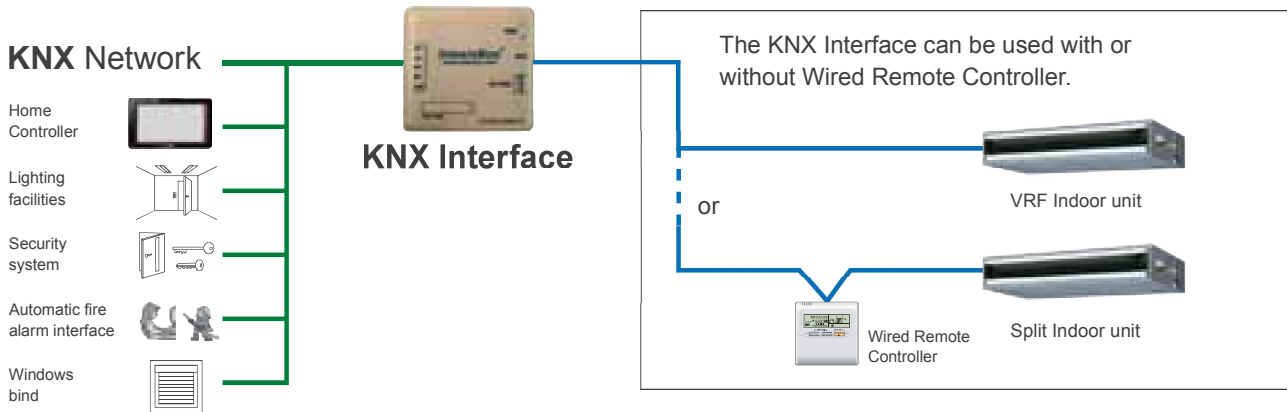 KNX Network
Home
Controller
Lighting
facilities
Security
system
Automatic fire
alarm interface
Windows
bind
KNX Interface
The KNX Interface can be used with or
without Wired Remote Controller.
VRF Indoor unit
or
Wired Remote
Controller
Split Indoor unit